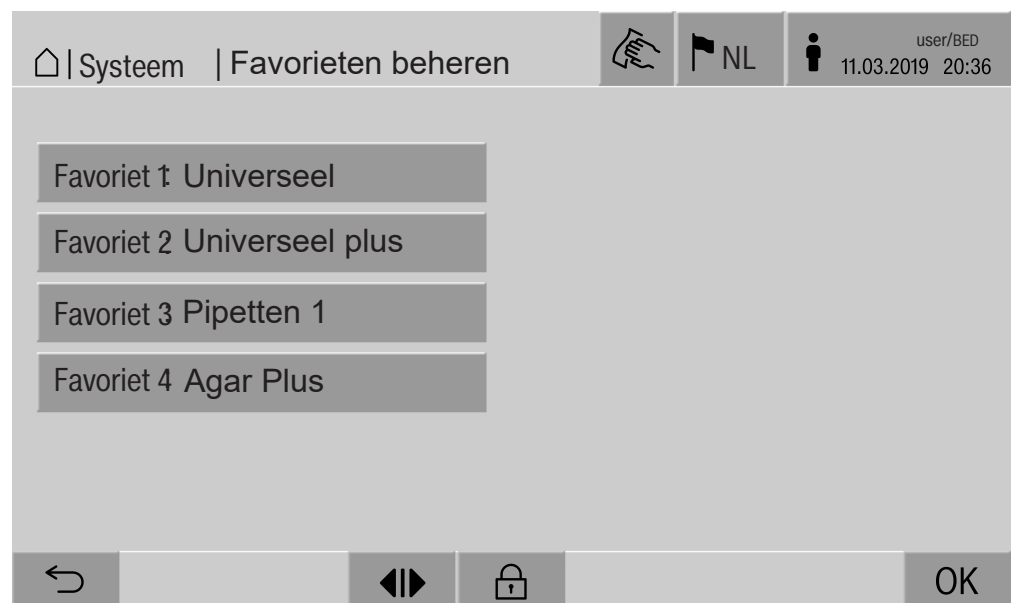 | Systeem | Favorieten beheren
NL
user/BED
11.03.2019 20:36
Favoriet 1: Universeel
Favoriet 2: Universeel plus
Favoriet 3: Pipetten 1
Favoriet 4 Agar Plus
OK